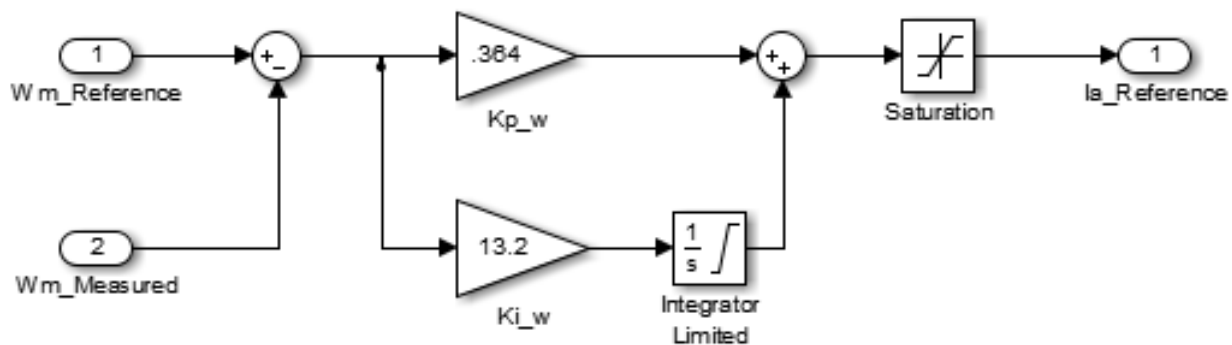 1
Wm_Reference
+
-
.364
Kp_w
+
+
Saturation
1
Ia_Reference
2
Wm_Measured
13.2
Ki_w
1
s
Integrator
Limited